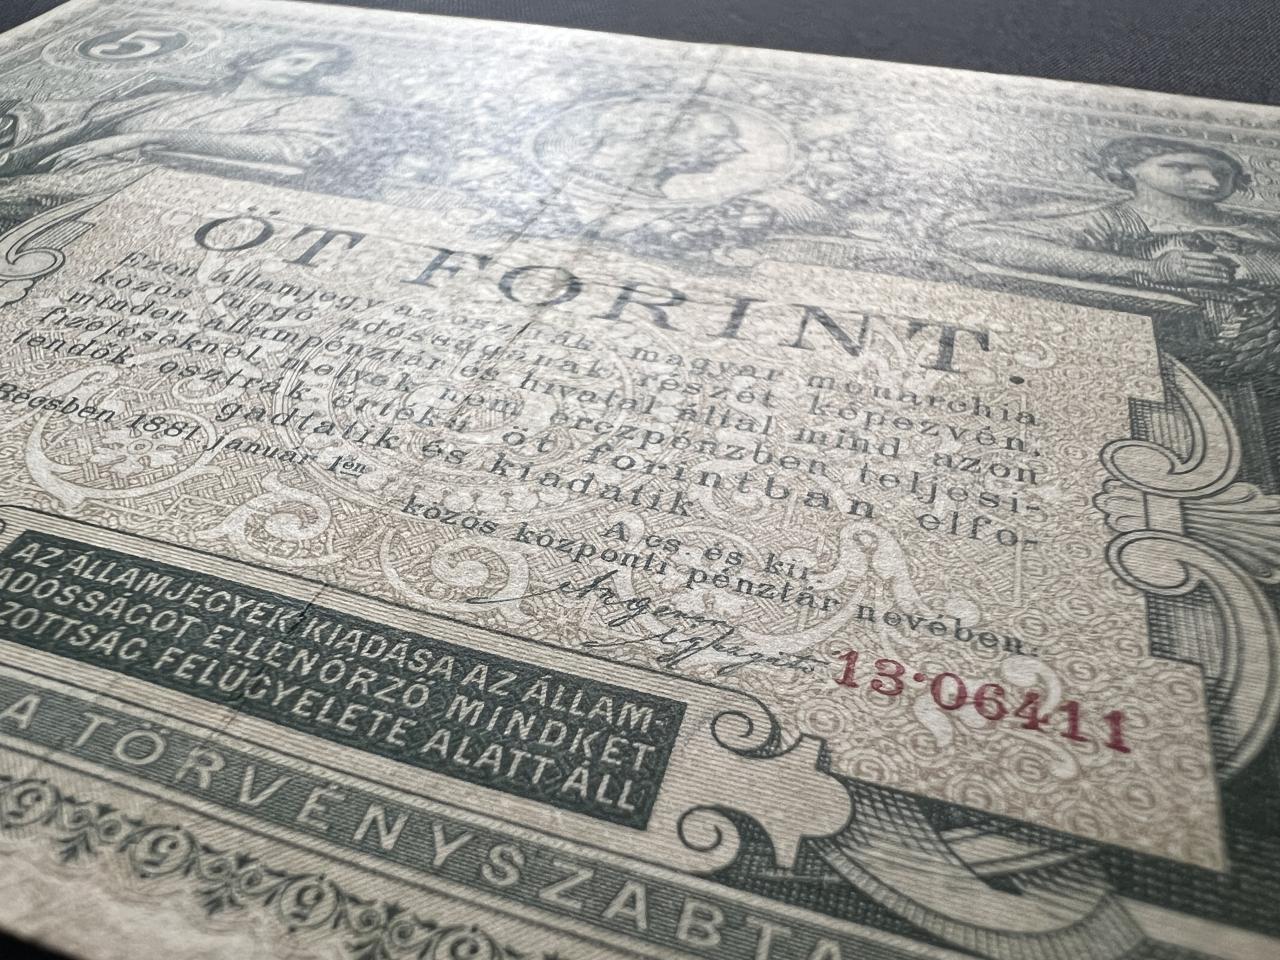 5
ÖT FORINT.
Ezen államjegy az osztrák magyar monarchia
közös függő adósságának részét képezvén,
minden állampénztár és hivatal által mind azon
fizetéseknél, melyek nem érczpénzben teljesi-
tendők, osztrák értékű öt forintban elfo-
gadtatik és kiadatik.
Bécsben 1881. január 1én
A cs. és kir.
közös központi pénztár nevében.
13·06411
AZ ÁLLAMJEGYEK KIADÁSA AZ ÁLLAM-
ADÓSSÁGOT ELLENŐRZŐ MINDKÉT
ZOTTSÁG FELÜGYELETE ALATT ÁLL
A TÖRVÉNYSZABTA